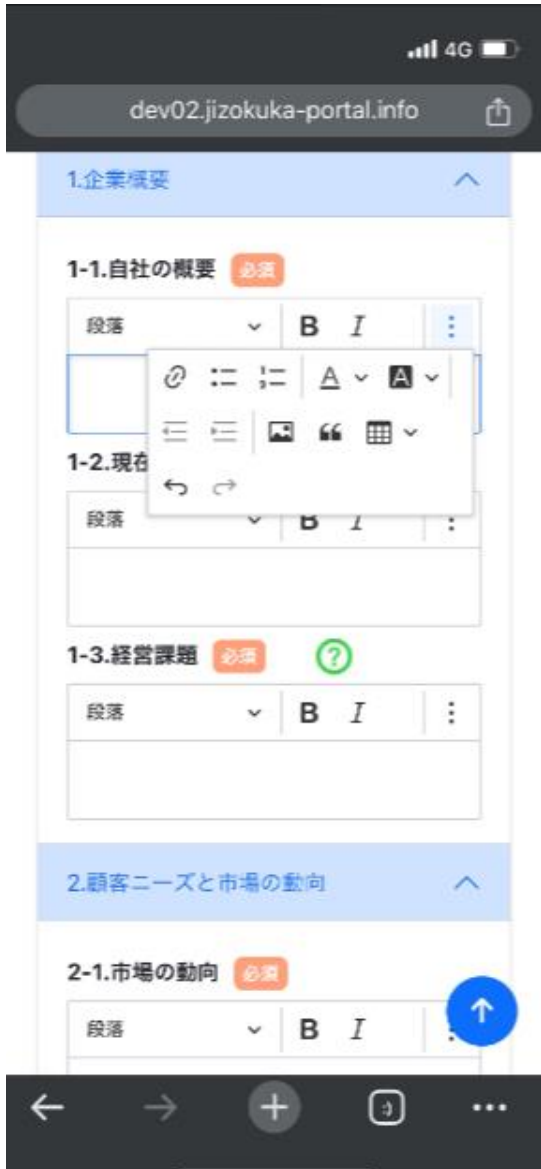 4G
dev02.jizokuka-portal.info
1.企業概要
1-1.自社の概要 必須
段落 B I
A A
1-2.現在
段落 B I
1-3.経営課題 必須 ?
段落 B I
2.顧客ニーズと市場の動向
2-1.市場の動向 必須
段落 B I
:)